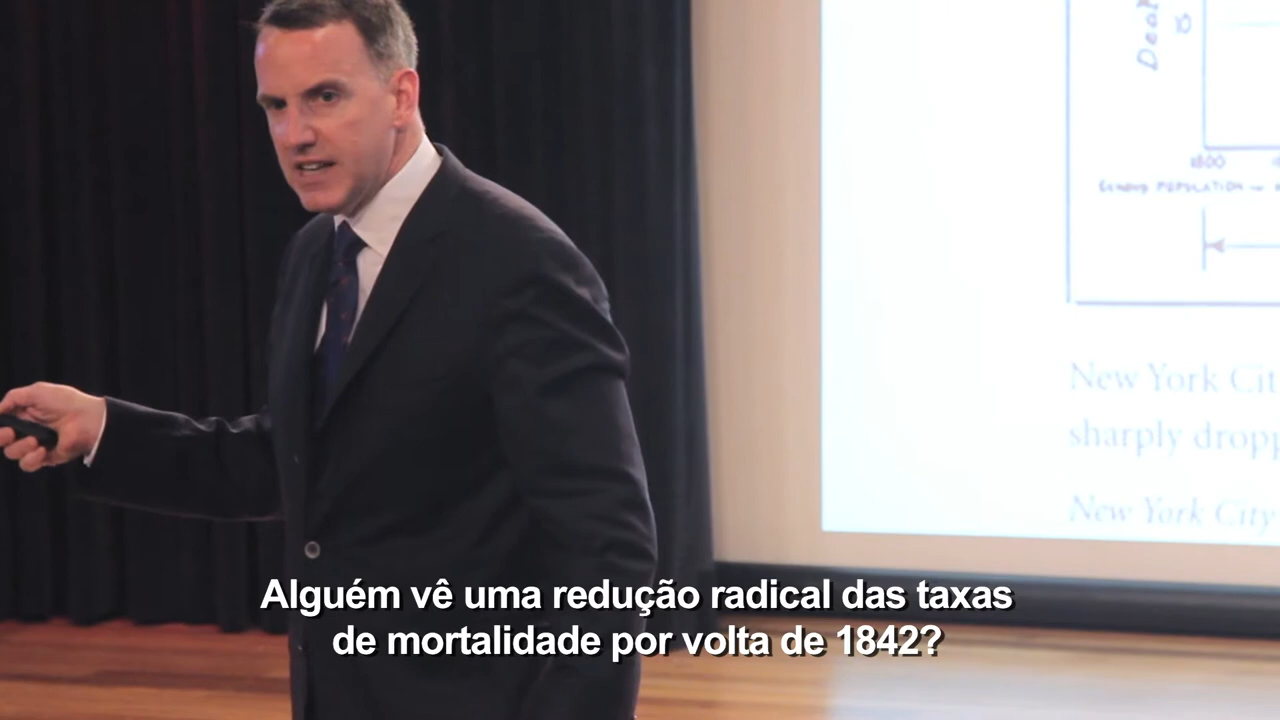 Deat
1800
New York Cit
sharply dropp
New York City
Alguém vê uma redução radical das taxas
de mortalidade por volta de 1842?